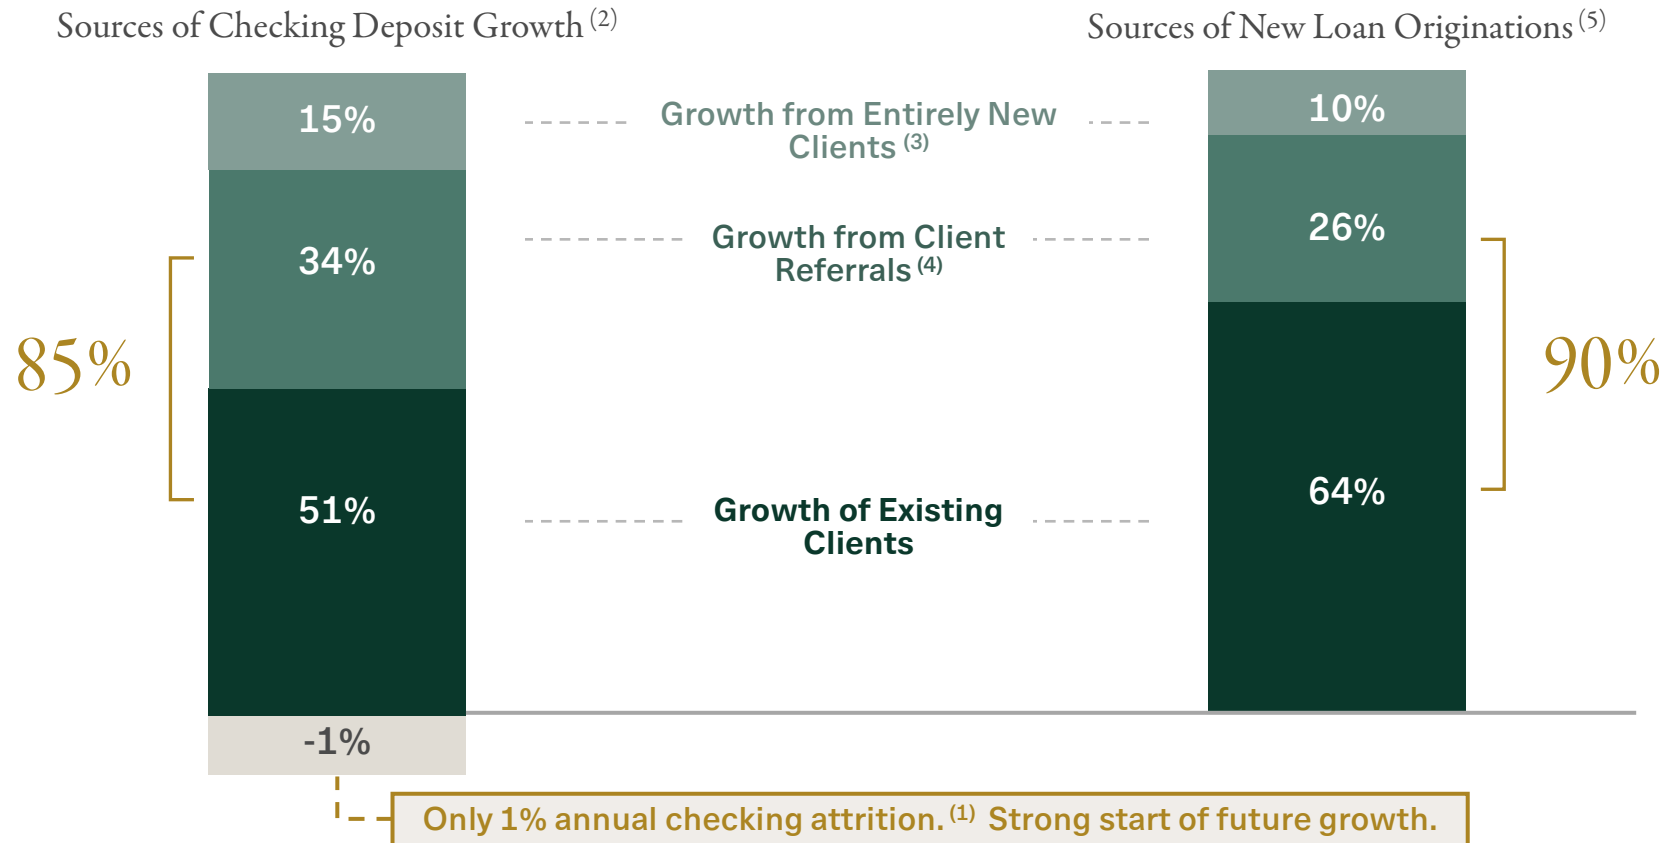 Sources of Checking Deposit Growth (2)
Sources of New Loan Originations (5)
15%
Growth from Entirely New
Clients (3)
10%
34%
Growth from Client
Referrals (4)
26%
85%
90%
51%
Growth of Existing
Clients
64%
-1%
Only 1% annual checking attrition. (1) Strong start of future growth.